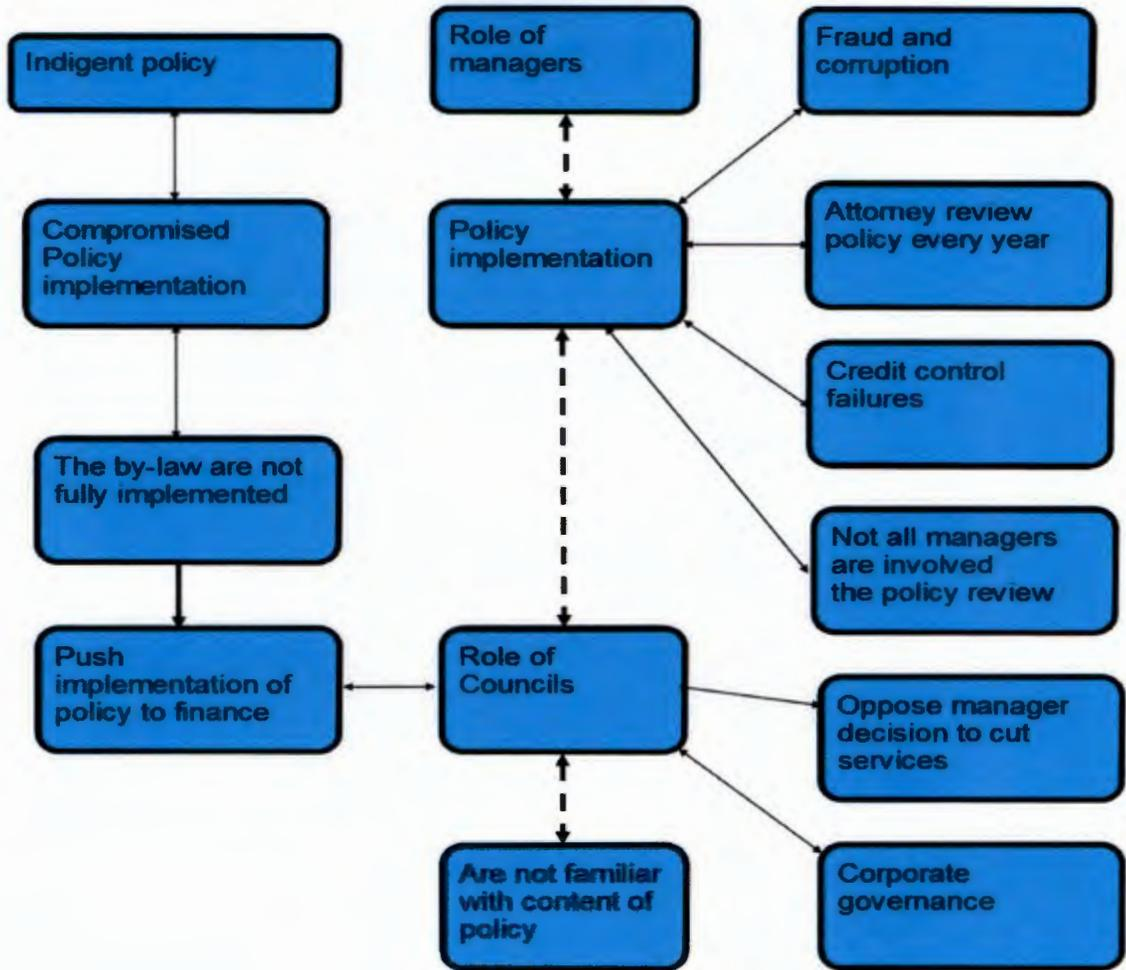 Indigent policy
Role of
managers
Fraud and
corruption
Compromised
Policy
implementation
Policy
implementation
Attorney review
policy every year
Credit control
failures
The by-law are not
fully implemented
Not all managers
are involved
the policy review
Push
implementation of
policy to finance
Role of
Councils
Oppose manager
decision to cut
services
Are not familiar
with content of
policy
Corporate
governance